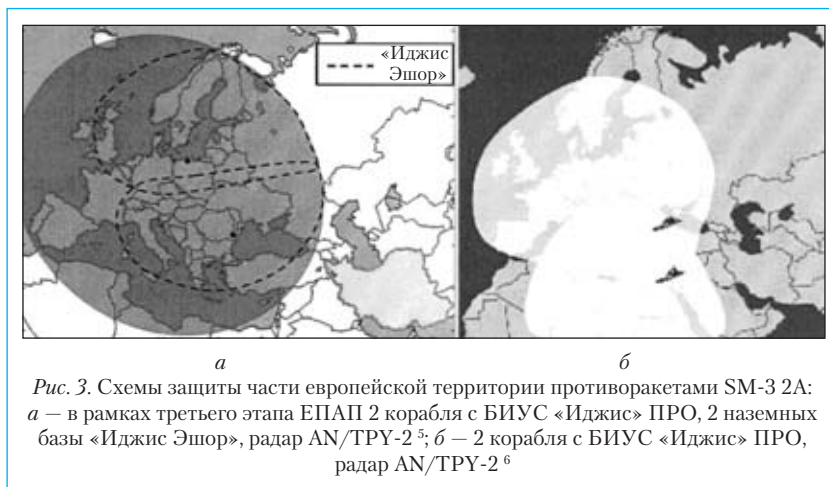 «Иджис
Эшор»
а б
Рис. 3. Схемы защиты части европейской территории противоракетами SM-3 2A:
а — в рамках третьего этапа ЕПАП 2 корабля с БИУС «Иджис» ПРО, 2 наземных
базы «Иджис Эшор», радар AN/TPY-2 ⁵; б — 2 корабля с БИУС «Иджис» ПРО,
радар AN/TPY-2 ⁶